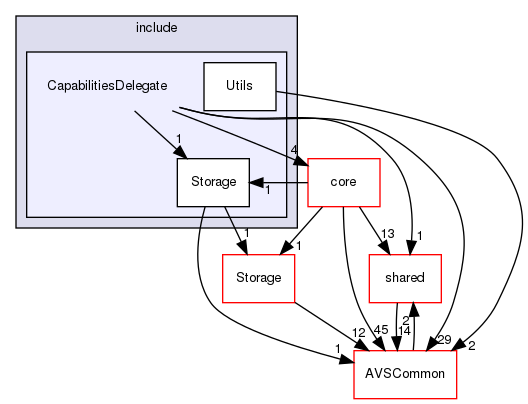 include
CapabilitiesDelegate
Utils
1
4
Storage
core
1
1
1
13
1
Storage
shared
12
45
2
14
29
2
1
AVSCommon